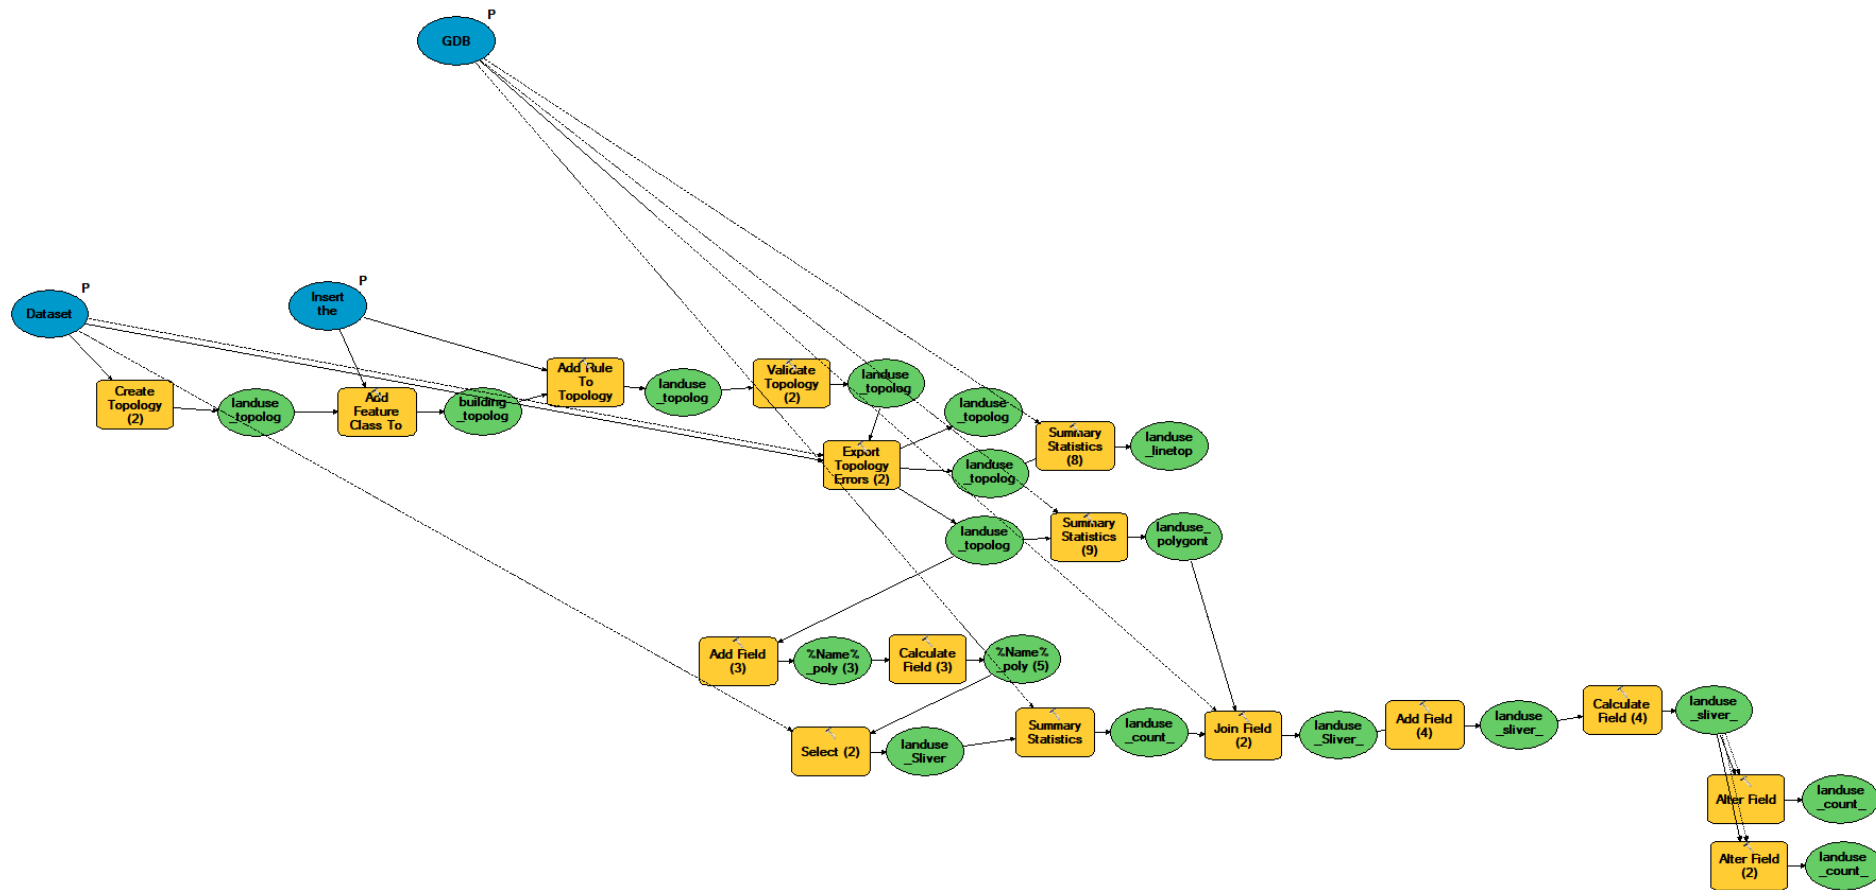 P
GDB
P
Dataset
P
Insert
the
Create
Topology
(2)
landuse
_topolog
Add
Feature
Class To
building
_topolog
Add Rule
To
Topology
landuse
_topolog
Validate
Topology
(2)
landuse
_topolog
Export
Topology
Errors (2)
landuse
_topolog
landuse
_topolog
landuse
_topolog
Summary
Statistics
(8)
landuse
_linetop
Summary
Statistics
(9)
landuse_
polygont
Add Field
(3)
%Name%
_poly (3)
Calculate
Field (3)
%Name%
_poly (5)
Select (2)
landuse
_Sliver
Summary
Statistics
landuse
_count_
Join Field
(2)
landuse
_Sliver_
Add Field
(4)
landuse
_sliver_
Calculate
Field (4)
landuse
_sliver_
Alter Field
landuse
_count_
Alter Field
(2)
landuse
_count_